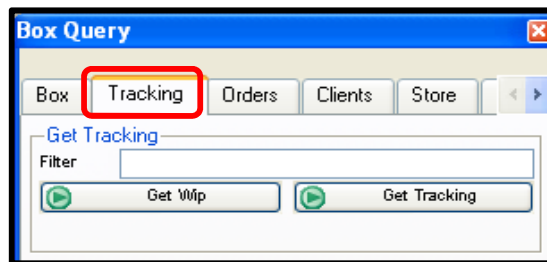 Box Query
Box Tracking Orders Clients Store
Get Tracking
Filter
Get Wip Get Tracking